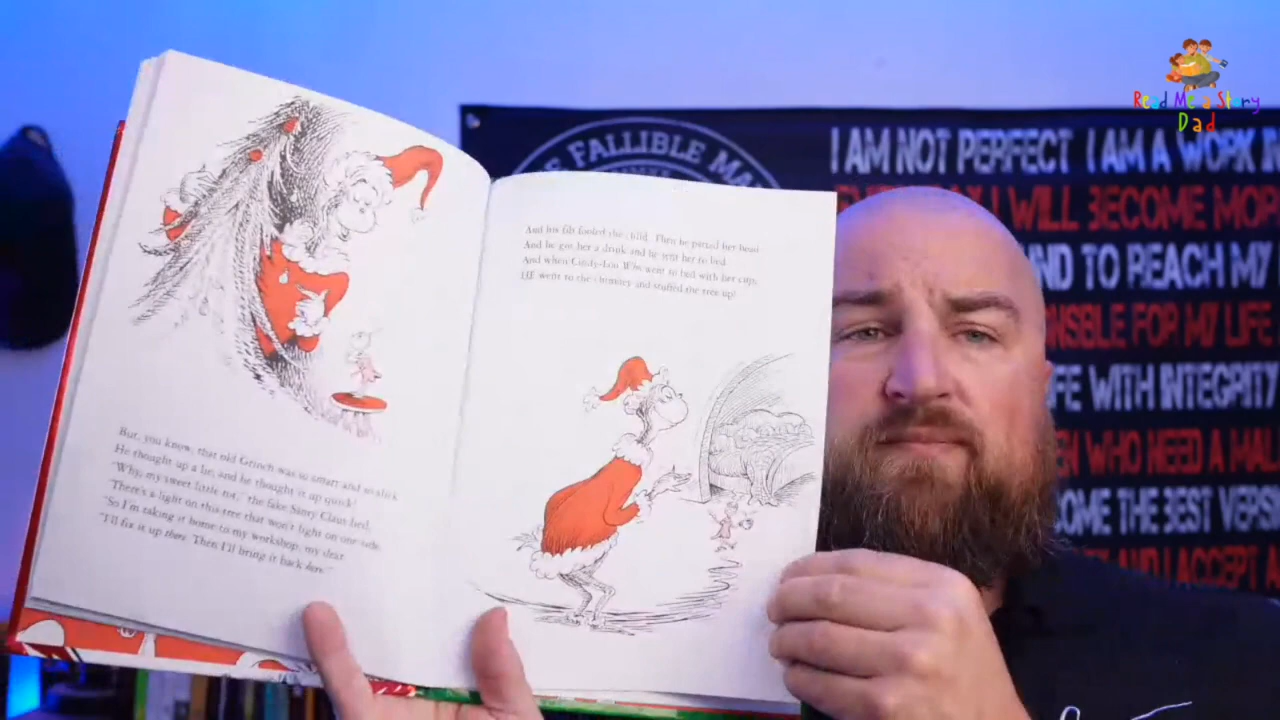 Read Me a Story
Dad
FALLIBLE MA
I AM NOT PERFECT I AM A WORK IN
I WILL BECOME MOR
ND TO REACH MY
NSBLE FOR MY LIFE
FE WITH INTEGRITY
EN WHO NEED A MAL
COME THE BEST VERSI
AND I ACCEPT A
But, you know, that old Grinch was so smart and so slick
He thought up a lie, and he thought it up quick!
"Why, my sweet little tot," the fake Santy Claus lied,
"There's a light on this tree that won't light on one side.
"So I'm taking it home to my workshop, my dear.
"I'll fix it up there. Then I'll bring it back here."
And his fib fooled the child. Then he patted her head
And he got her a drink and he sent her to bed.
And when Cindy-Lou Who went to bed with her cup,
HE went to the chimney and stuffed the tree up!